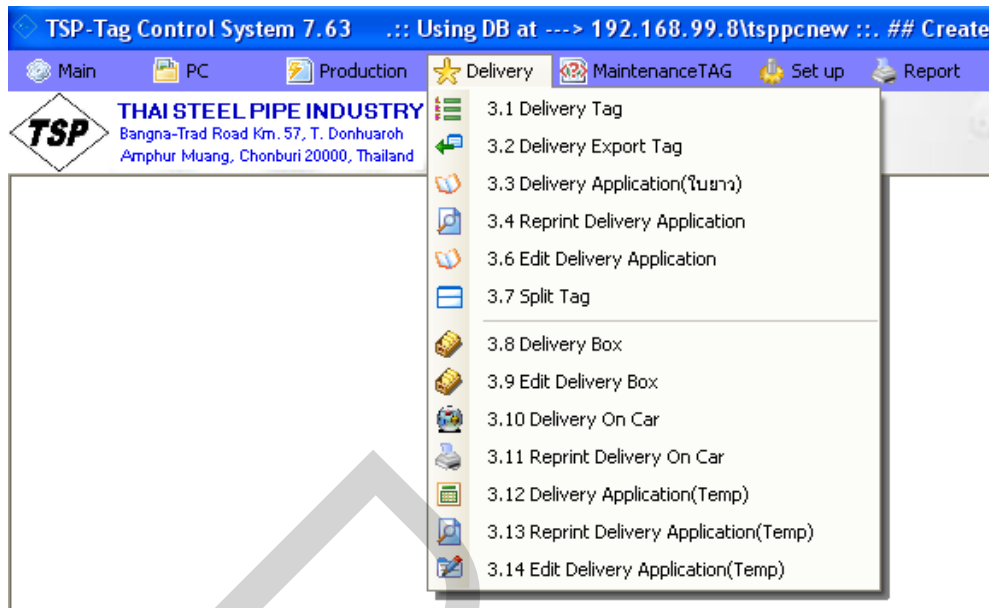 TSP-Tag Control System 7.63 .:: Using DB at ---> 192.168.99.8\tsppcnew ::. ## Create
Main PC Production Delivery MaintenanceTAG Set up Report
TSP
THAI STEEL PIPE INDUSTRY
Bangna-Trad Road Km. 57, T. Donhuaroh
Amphur Muang, Chonburi 20000, Thailand
3.1 Delivery Tag
3.2 Delivery Export Tag
3.3 Delivery Application(ใบยาว)
3.4 Reprint Delivery Application
3.6 Edit Delivery Application
3.7 Split Tag
3.8 Delivery Box
3.9 Edit Delivery Box
3.10 Delivery On Car
3.11 Reprint Delivery On Car
3.12 Delivery Application(Temp)
3.13 Reprint Delivery Application(Temp)
3.14 Edit Delivery Application(Temp)